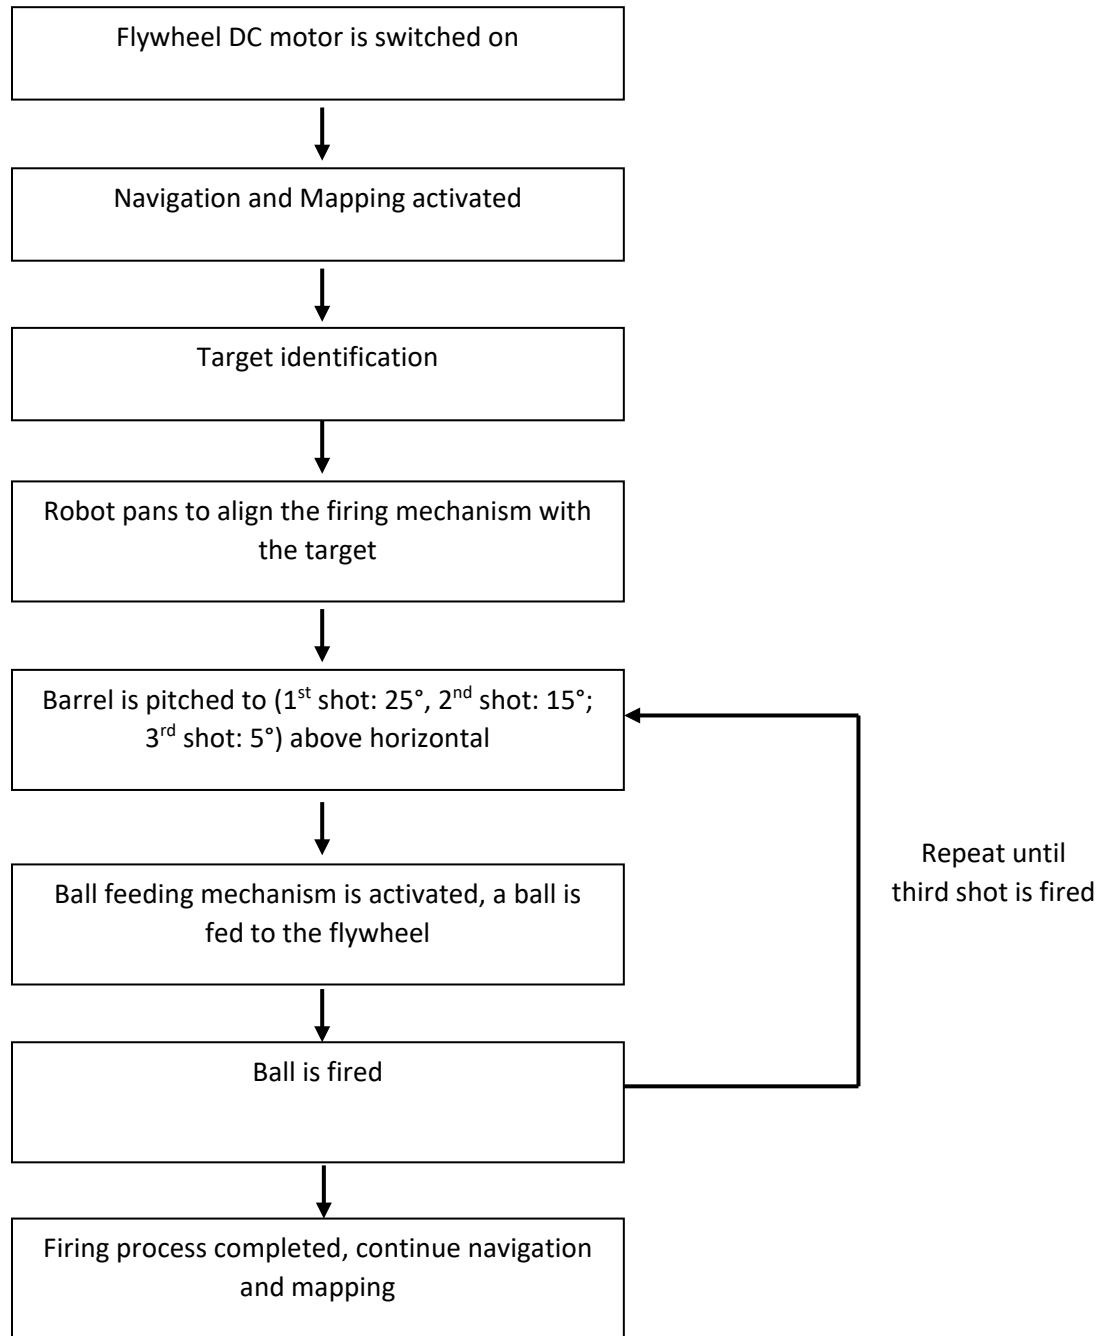 Flywheel DC motor is switched on
Navigation and Mapping activated
Target identification
Robot pans to align the firing mechanism with
the target
Barrel is pitched to (1st shot: 25°, 2nd shot: 15°;
3rd shot: 5°) above horizontal
Ball feeding mechanism is activated, a ball is
fed to the flywheel
Repeat until
third shot is fired
Ball is fired
Firing process completed, continue navigation
and mapping